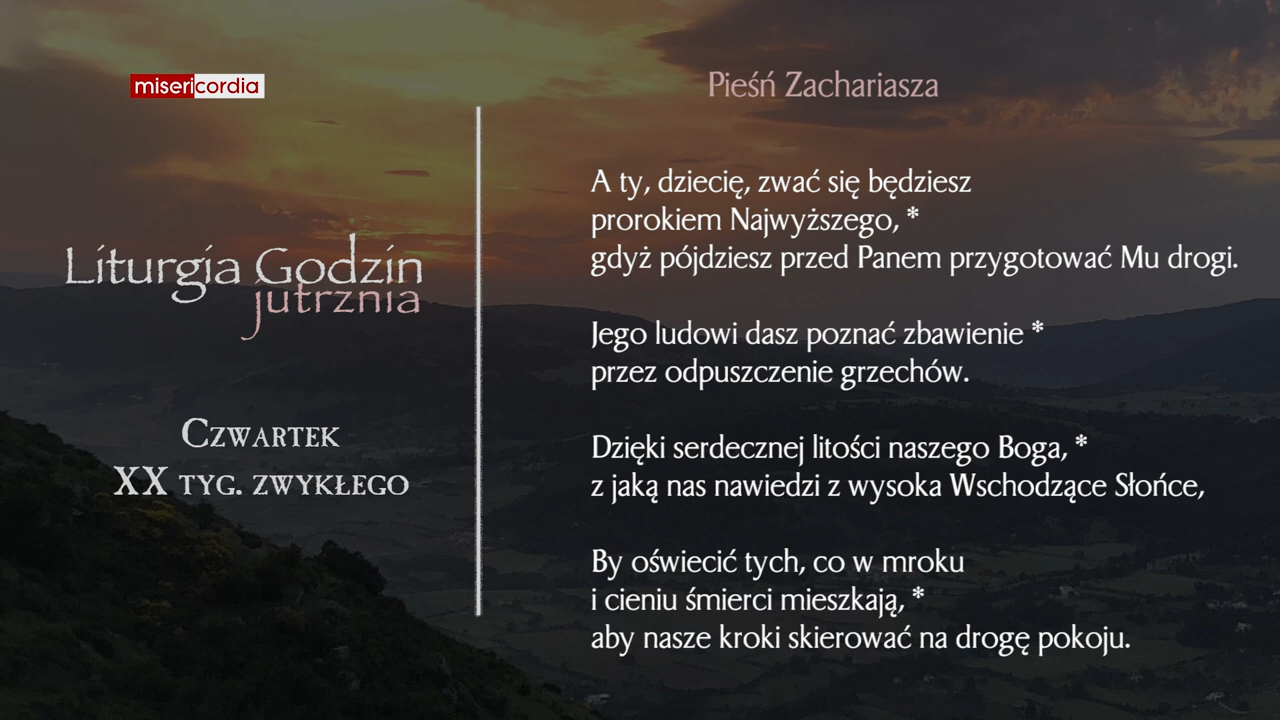 misericordia
Liturgia Godzin
jutrznia
Czwartek
XX tyg. zwykłego
Pieśń Zachariasza
A ty, dziecię, zwać się będziesz
prorokiem Najwyższego, *
gdyż pójdziesz przed Panem przygotować Mu drogi.
Jego ludowi dasz poznać zbawienie *
przez odpuszczenie grzechów.
Dzięki serdecznej litości naszego Boga, *
z jaką nas nawiedzi z wysoka Wschodzące Słońce,
By oświecić tych, co w mroku
i cieniu śmierci mieszkają, *
aby nasze kroki skierować na drogę pokoju.